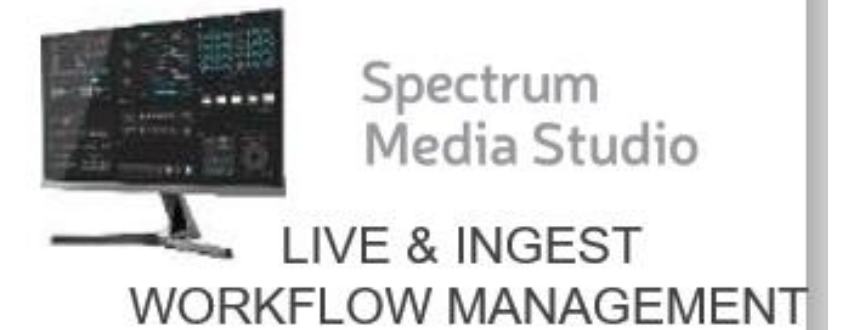 Spectrum
Media Studio
LIVE & INGEST
WORKFLOW MANAGEMENT